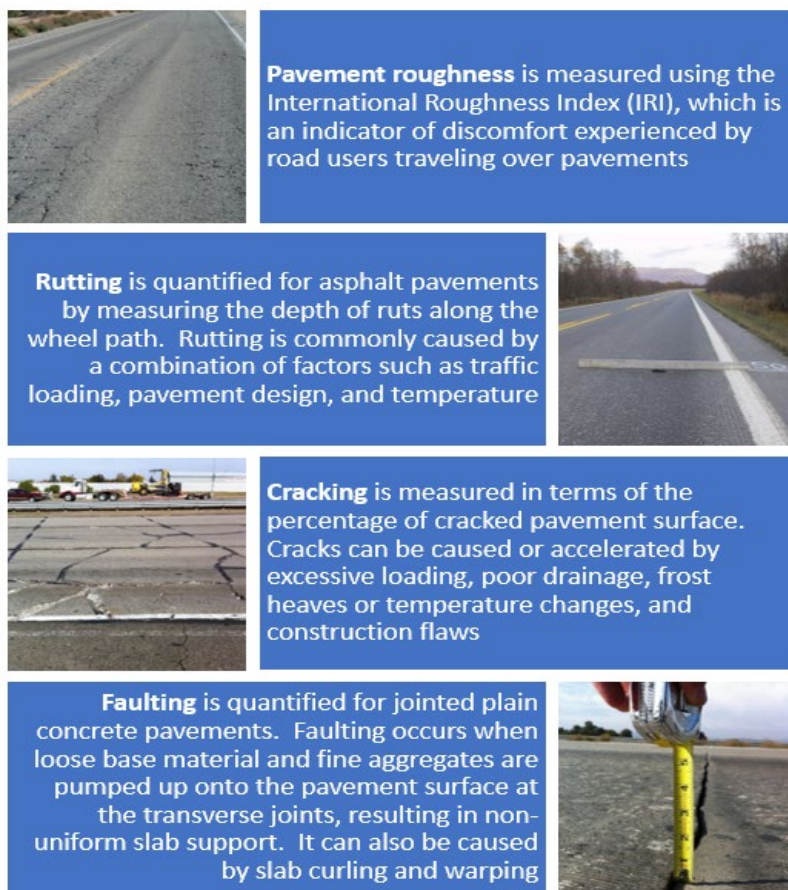 Pavement roughness is measured using the
International Roughness Index (IRI), which is
an indicator of discomfort experienced by
road users traveling over pavements
Rutting is quantified for asphalt pavements
by measuring the depth of ruts along the
wheel path. Rutting is commonly caused by
a combination of factors such as traffic
loading, pavement design, and temperature
50
Cracking is measured in terms of the
percentage of cracked pavement surface.
Cracks can be caused or accelerated by
excessive loading, poor drainage, frost
heaves or temperature changes, and
construction flaws
Faulting is quantified for jointed plain
concrete pavements. Faulting occurs when
loose base material and fine aggregates are
pumped up onto the pavement surface at
the transverse joints, resulting in non-
uniform slab support. It can also be caused
by slab curling and warping
5
4
3
2
1